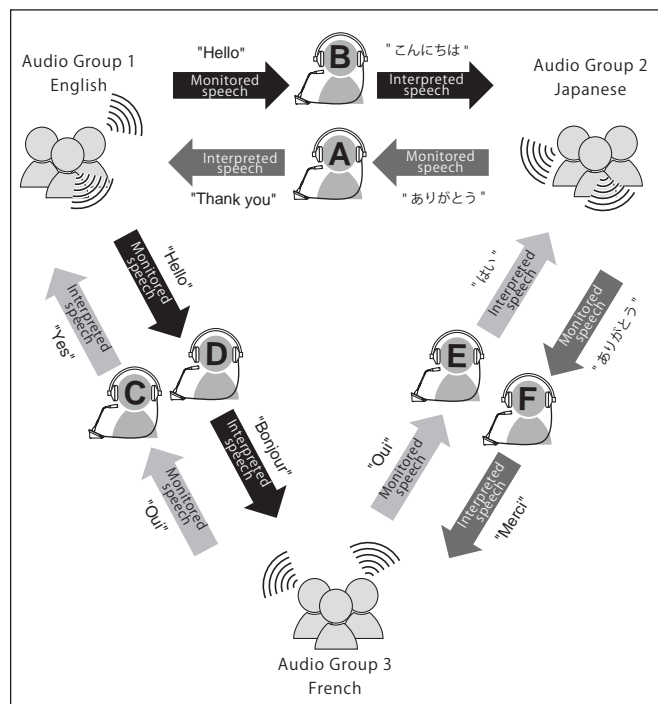 Audio Group 1
English
"Hello"
Monitored
speech
B
" こんにちは "
Interpreted
speech
Audio Group 2
Japanese
Interpreted
speech
"Thank you"
A
Monitored
speech
" ありがとう "
"Hello"
Monitored
speech
Interpreted
speech
"Yes"
D
C
"Bonjour"
Interpreted
speech
Monitored
speech
"Oui"
" はい "
Interpreted
speech
Monitored
speech
" ありがとう "
E
F
"Oui"
Monitored
speech
Interpreted
speech
"Merci"
Audio Group 3
French